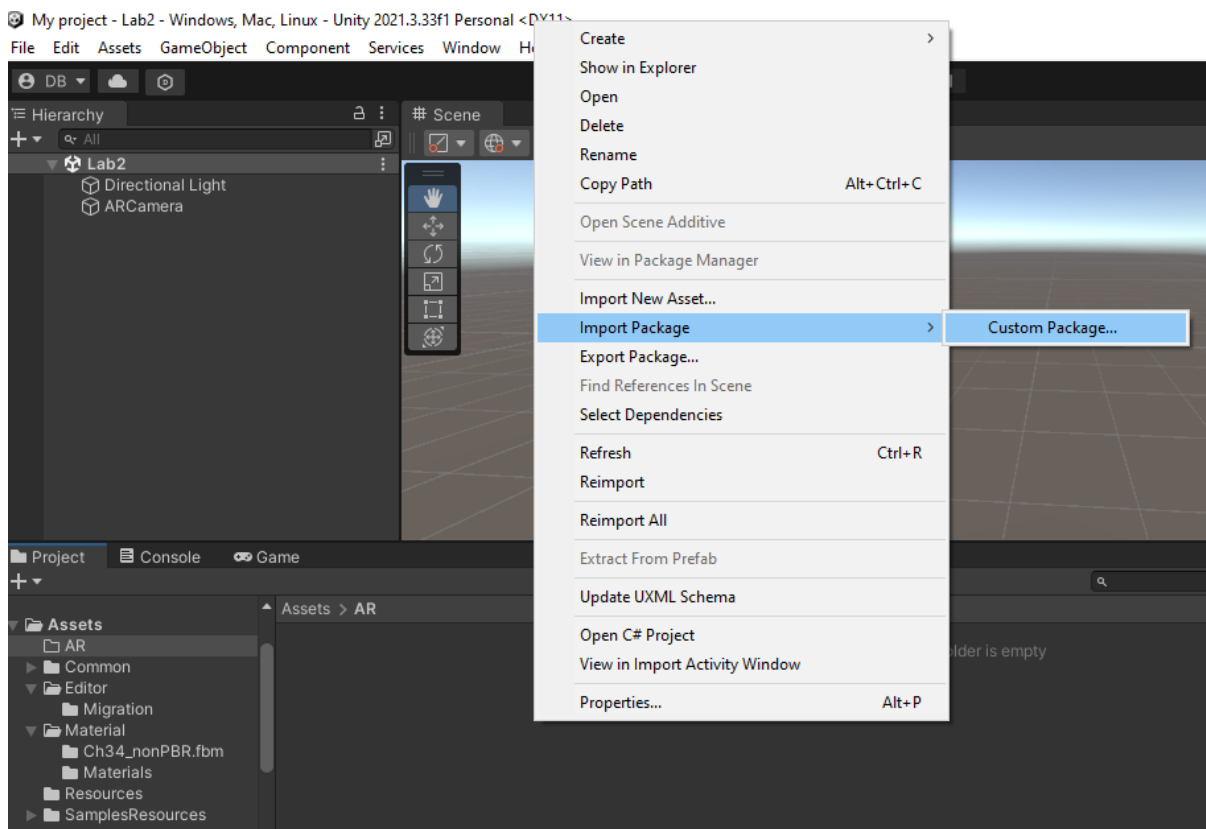 My project - Lab2 - Windows, Mac, Linux - Unity 2021.3.33f1 Personal <DX11>
File Edit Assets GameObject Component Services Window
DB
Hierarchy
All
Lab2
Directional Light
ARCamera
Scene
Create
Show in Explorer
Open
Delete
Rename
Copy Path Alt+Ctrl+C
Open Scene Additive
View in Package Manager
Import New Asset...
Import Package
Custom Package...
Export Package...
Find References In Scene
Select Dependencies
Refresh Ctrl+R
Reimport
Reimport All
Extract From Prefab
Update UXML Schema
Open C# Project
View in Import Activity Window
Properties... Alt+P
Project Console Game
Assets > AR
Assets
AR
Common
Editor
Migration
Material
Ch34_nonPBR.fbm
Materials
Resources
SamplesResources
is empty